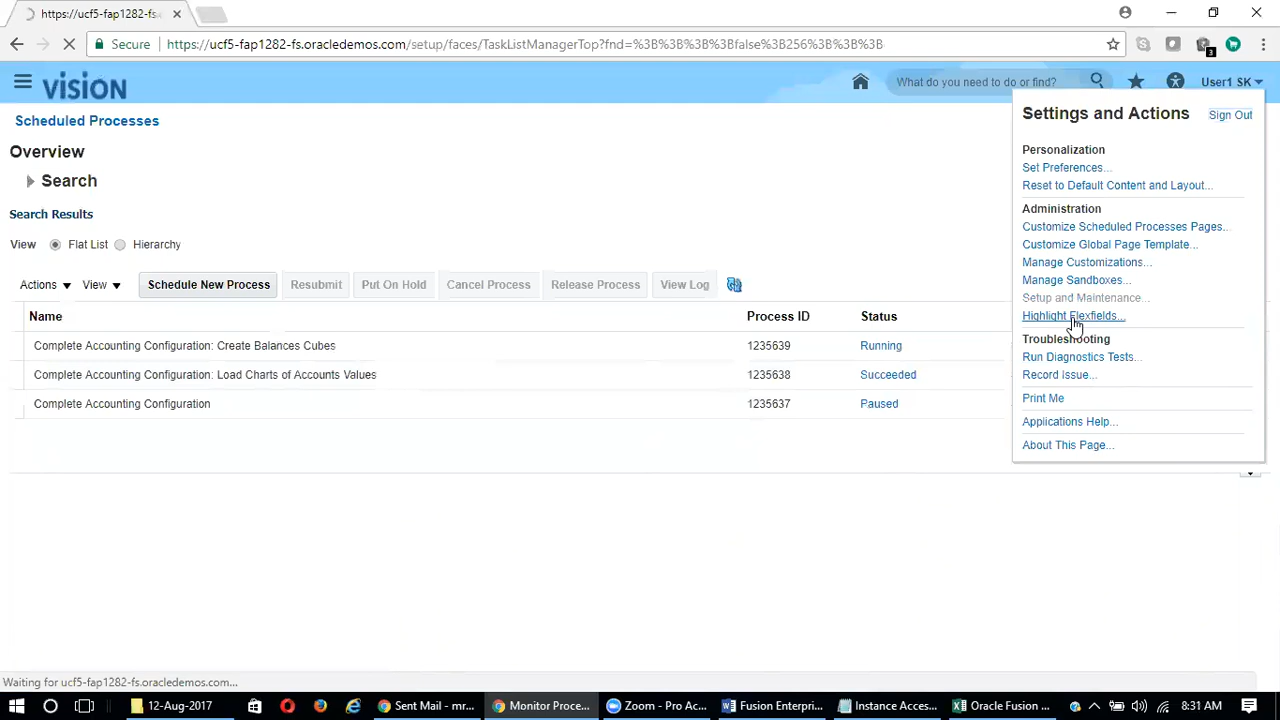 https://ucf5-fap1282-fs.
Secure
https://ucf5-fap1282-fs.oracledemos.com/setup/faces/TaskListManagerTop?fnd=%3B%3B%3B%3Bfalse%3B256%3B%3B%3B
3
VISION
What do you need to do or find?
User1 SK
Scheduled Processes
Overview
Search
Search Results
View Flat List Hierarchy
Actions View Schedule New Process Resubmit Put On Hold Cancel Process Release Process View Log
Name Process ID Status
Complete Accounting Configuration: Create Balances Cubes 1235639 Running
Complete Accounting Configuration: Load Charts of Accounts Values 1235638 Succeeded
Complete Accounting Configuration 1235637 Paused
Settings and Actions Sign Out
Personalization
Set Preferences...
Reset to Default Content and Layout...
Administration
Customize Scheduled Processes Pages...
Customize Global Page Template...
Manage Customizations...
Manage Sandboxes...
Setup and Maintenance...
Highlight Flexfields...
Troubleshooting
Run Diagnostics Tests...
Record Issue...
Print Me
Applications Help...
About This Page...
Waiting for ucf5-fap1282-fs.oracledemos.com...
12-Aug-2017 Sent Mail - mr... Monitor Proce... Zoom - Pro Ac... Fusion Enterpri... Instance Acces... Oracle Fusion ... 8:31 AM